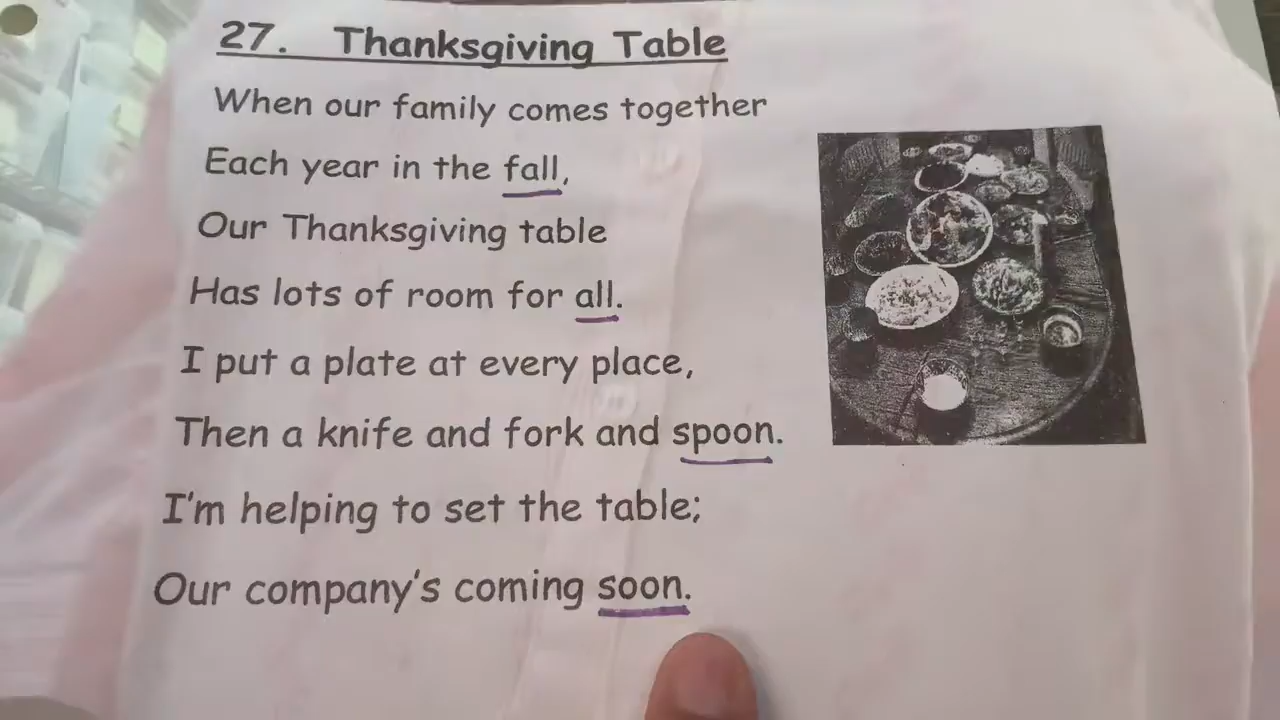 27. Thanksgiving Table
When our family comes together
Each year in the fall,
Our Thanksgiving table
Has lots of room for all.
I put a plate at every place,
Then a knife and fork and spoon.
I'm helping to set the table;
Our company's coming soon.